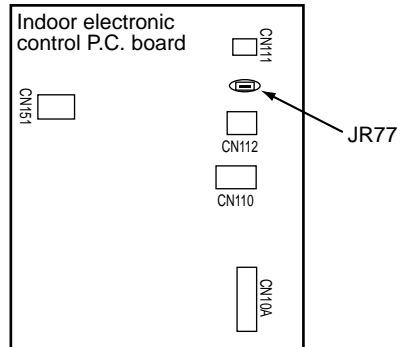 Indoor electronic
control P.C. board
CN111
CN151
JR77
CN112
CN110
CN10A